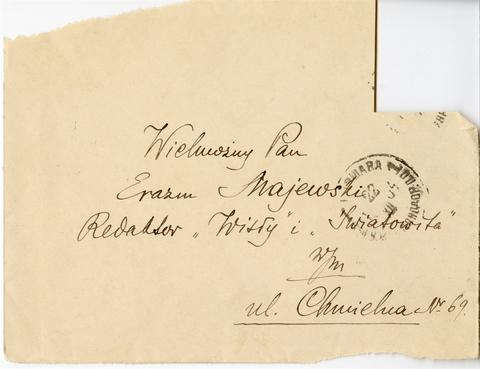 Wielmożny Pan
Erazm Majewski
Redaktor „Wisły" i „Światowita"
w/m
ul. Chmielna № 69.